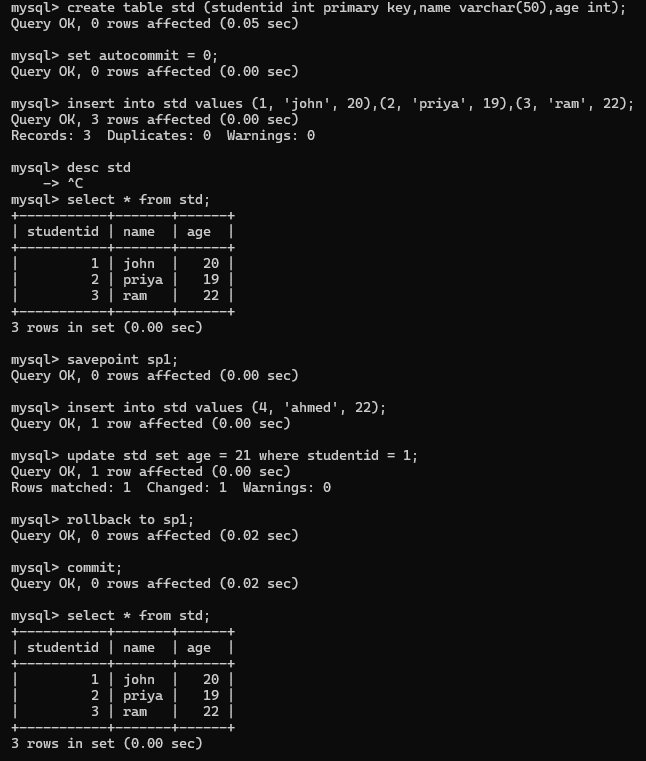 mysql> create table std (studentid int primary key,name varchar(50),age int);
Query OK, 0 rows affected (0.05 sec)

mysql> set autocommit = 0;
Query OK, 0 rows affected (0.00 sec)

mysql> insert into std values (1, 'john', 20),(2, 'priya', 19),(3, 'ram', 22);
Query OK, 3 rows affected (0.00 sec)
Records: 3  Duplicates: 0  Warnings: 0

mysql> desc std
    -> ^C
mysql> select * from std;
+-----------+-------+------+
| studentid | name  | age  |
+-----------+-------+------+
|         1 | john  |   20 |
|         2 | priya |   19 |
|         3 | ram   |   22 |
+-----------+-------+------+
3 rows in set (0.00 sec)

mysql> savepoint sp1;
Query OK, 0 rows affected (0.00 sec)

mysql> insert into std values (4, 'ahmed', 22);
Query OK, 1 row affected (0.00 sec)

mysql> update std set age = 21 where studentid = 1;
Query OK, 1 row affected (0.00 sec)
Rows matched: 1  Changed: 1  Warnings: 0

mysql> rollback to sp1;
Query OK, 0 rows affected (0.02 sec)

mysql> commit;
Query OK, 0 rows affected (0.02 sec)

mysql> select * from std;
+-----------+-------+------+
| studentid | name  | age  |
+-----------+-------+------+
|         1 | john  |   20 |
|         2 | priya |   19 |
|         3 | ram   |   22 |
+-----------+-------+------+
3 rows in set (0.00 sec)